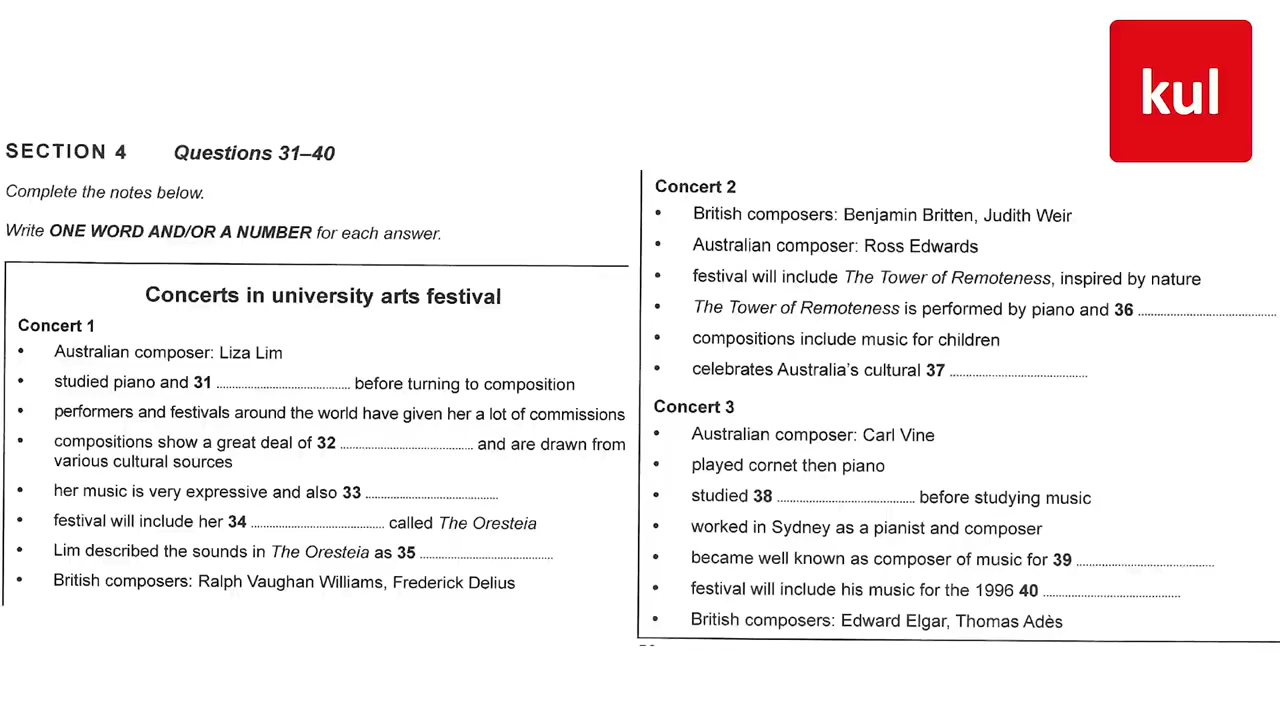 kul
SECTION 4 Questions 31–40
Complete the notes below.
Write ONE WORD AND/OR A NUMBER for each answer.
Concerts in university arts festival
Concert 1
• Australian composer: Liza Lim
• studied piano and 31 .................................. before turning to composition
• performers and festivals around the world have given her a lot of commissions
• compositions show a great deal of 32 .................................. and are drawn from
various cultural sources
• her music is very expressive and also 33 ..................................
• festival will include her 34 .................................. called The Oresteia
• Lim described the sounds in The Oresteia as 35 ..................................
• British composers: Ralph Vaughan Williams, Frederick Delius
Concert 2
• British composers: Benjamin Britten, Judith Weir
• Australian composer: Ross Edwards
• festival will include The Tower of Remoteness, inspired by nature
• The Tower of Remoteness is performed by piano and 36 ..................................
• compositions include music for children
• celebrates Australia's cultural 37 ..................................
Concert 3
• Australian composer: Carl Vine
• played cornet then piano
• studied 38 .................................. before studying music
• worked in Sydney as a pianist and composer
• became well known as composer of music for 39 ..................................
• festival will include his music for the 1996 40 ..................................
• British composers: Edward Elgar, Thomas Adès